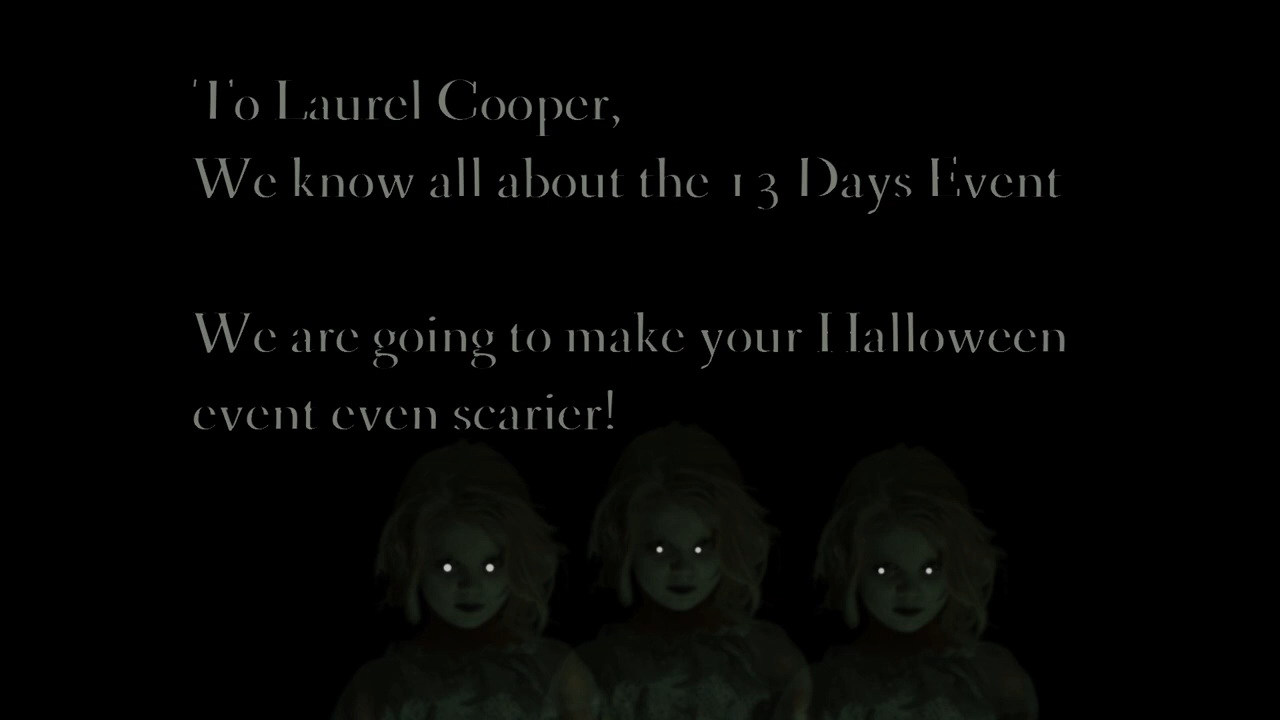 To Laurel Cooper,
We know all about the 13 Days Event
We are going to make your Halloween
event even scarier!